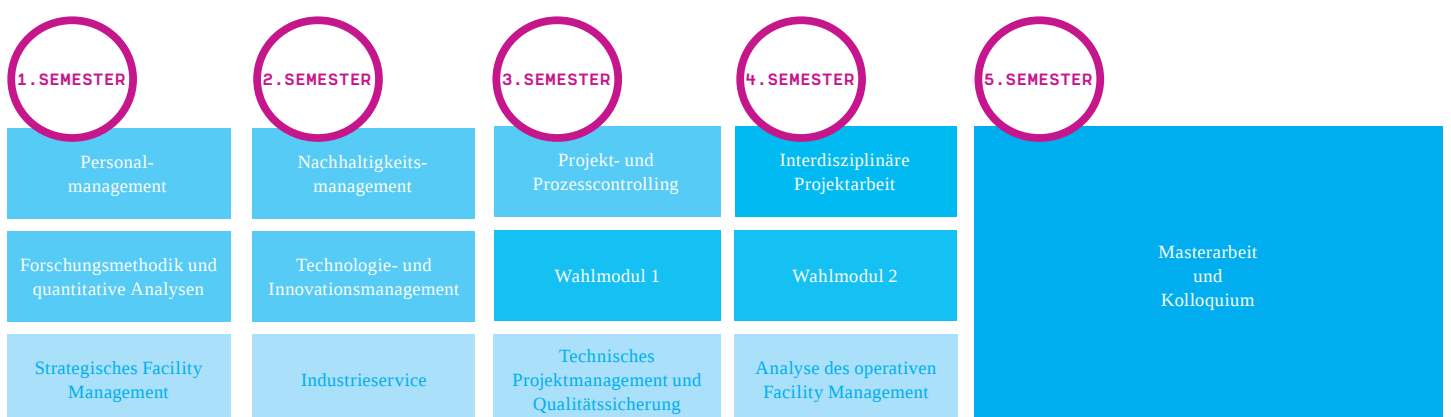 1.SEMESTER
2.SEMESTER
3.SEMESTER
4.SEMESTER
5.SEMESTER
Personal-
management
Nachhaltigkeits-
management
Projekt- und
Prozesscontrolling
Interdisziplinäre
Projektarbeit
Forschungsmethodik und
quantitative Analysen
Technologie- und
Innovationsmanagement
Wahlmodul 1
Wahlmodul 2
Masterarbeit
und
Kolloquium
Strategisches Facility
Management
Industrieservice
Technisches
Projektmanagement und
Qualitätssicherung
Analyse des operativen
Facility Management